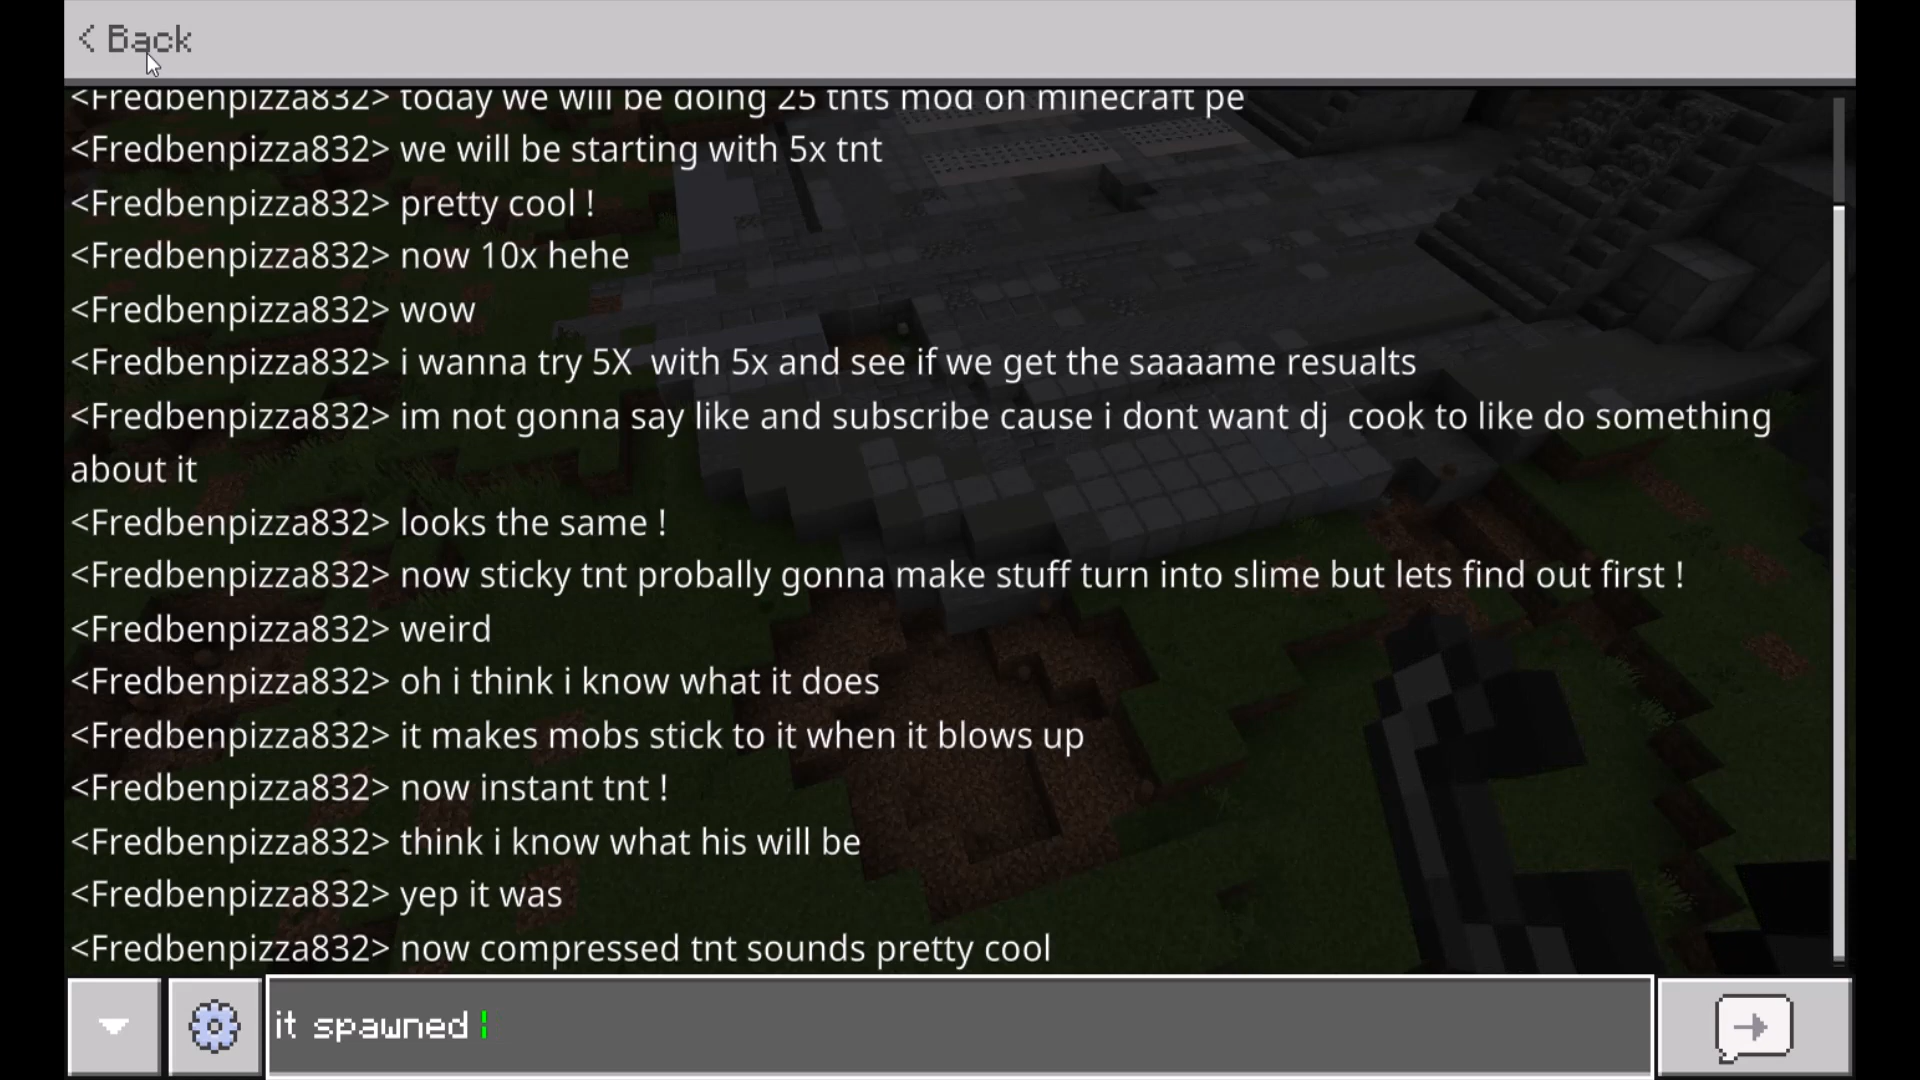 < Back
<Fredbenpizza832> today we will be doing 25 tnts mod on minecraft pe
<Fredbenpizza832> we will be starting with 5x tnt
<Fredbenpizza832> pretty cool !
<Fredbenpizza832> now 10x hehe
<Fredbenpizza832> wow
<Fredbenpizza832> i wanna try 5X  with 5x and see if we get the saaaame resualts
<Fredbenpizza832> im not gonna say like and subscribe cause i dont want dj  cook to like do something
about it
<Fredbenpizza832> looks the same !
<Fredbenpizza832> now sticky tnt probally gonna make stuff turn into slime but lets find out first !
<Fredbenpizza832> weird
<Fredbenpizza832> oh i think i know what it does
<Fredbenpizza832> it makes mobs stick to it when it blows up
<Fredbenpizza832> now instant tnt !
<Fredbenpizza832> think i know what his will be
<Fredbenpizza832> yep it was
<Fredbenpizza832> now compressed tnt sounds pretty cool
it spawned